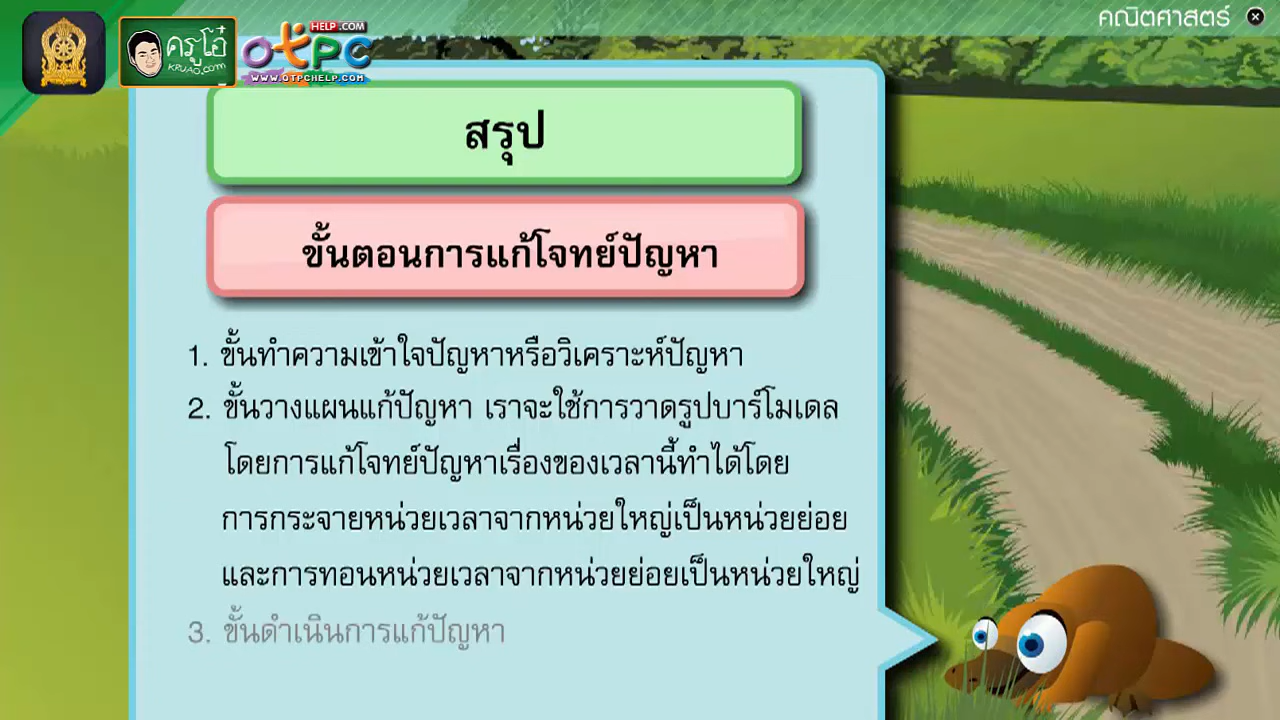 คณิตศาสตร์
ครูโอ๋
KRUAO.com
HELP.COM
OTPC
WWW.OTPCHELP.COM
สรุป
ขั้นตอนการแก้โจทย์ปัญหา
1. ขั้นทำความเข้าใจปัญหาหรือวิเคราะห์ปัญหา
2. ขั้นวางแผนแก้ปัญหา เราจะใช้การวาดรูปบาร์โมเดล
โดยการแก้โจทย์ปัญหาเรื่องของเวลานี้ทำได้โดย
การกระจายหน่วยเวลาจากหน่วยใหญ่เป็นหน่วยย่อย
และการทอนหน่วยเวลาจากหน่วยย่อยเป็นหน่วยใหญ่
3. ขั้นดำเนินการแก้ปัญหา